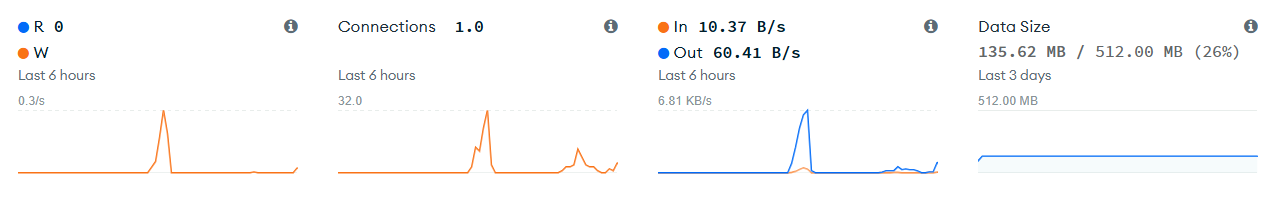 R 0
W
Last 6 hours
0.3/s
Connections 1.0
Last 6 hours
32.0
In 10.37 B/s
Out 60.41 B/s
Last 6 hours
6.81 KB/s
Data Size
135.62 MB / 512.00 MB (26%)
Last 3 days
512.00 MB